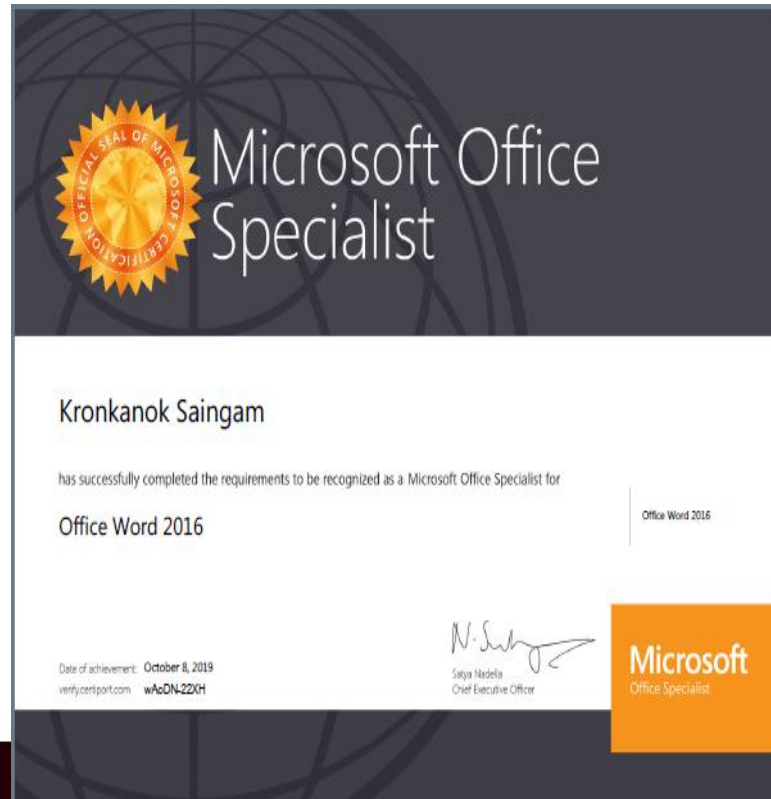 OFFICIAL SEAL OF MICROSOFT CERTIFICATION
Microsoft Office
Specialist
Kronkanok Saingam
has successfully completed the requirements to be recognized as a Microsoft Office Specialist for
Office Word 2016
Office Word 2016
Date of achievement: October 8, 2019
verify.certiport.com wAoDN-22XH
N. Satya
Satya Nadella
Chief Executive Officer
Microsoft
Office Specialist